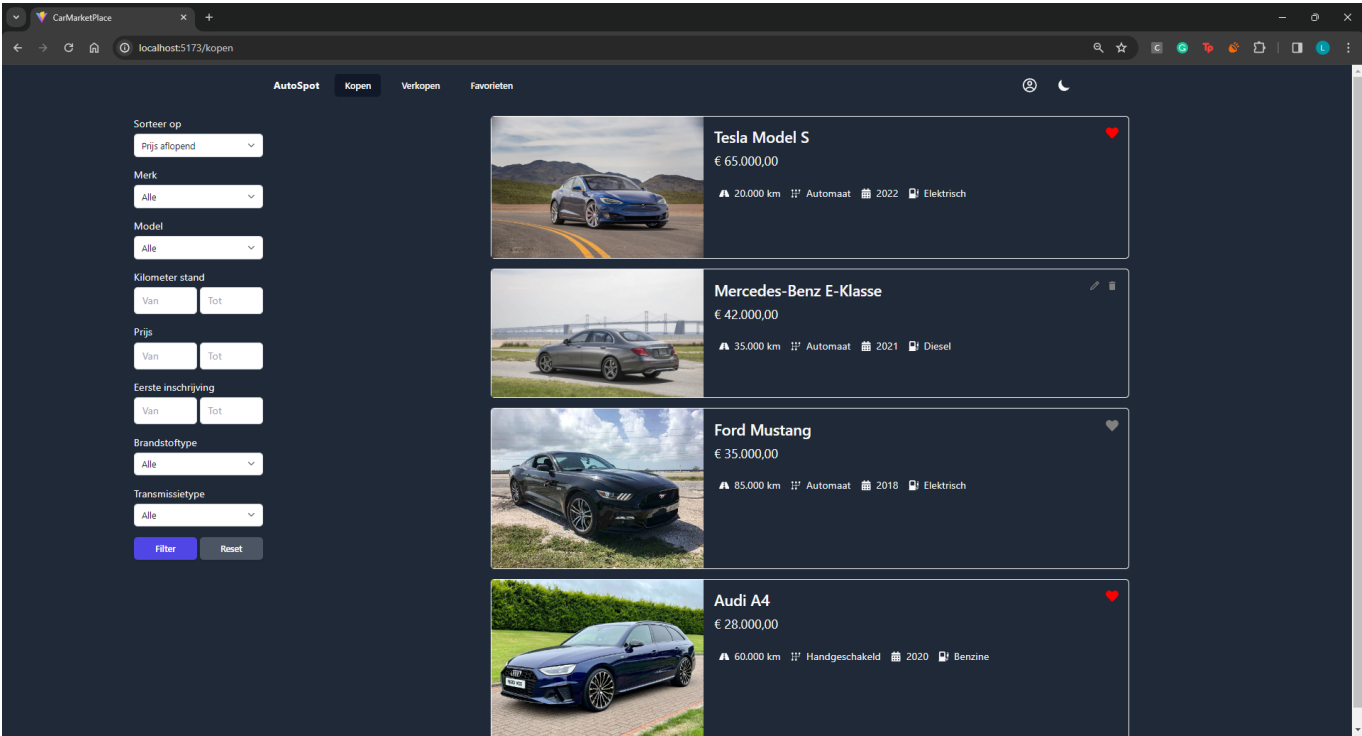 CarMarketPlace
localhost:5173/kopen
C G Tp L
AutoSpot Kopen Verkopen Favorieten
Sorteer op
Prijs aflopend
Merk
Alle
Model
Alle
Kilometer stand
Van Tot
Prijs
Van Tot
Eerste inschrijving
Van Tot
Brandstoftype
Alle
Transmissietype
Alle
Filter Reset
Tesla Model S
€ 65.000,00
20.000 km Automaat 2022 Elektrisch
Mercedes-Benz E-Klasse
€ 42.000,00
35.000 km Automaat 2021 Diesel
Ford Mustang
€ 35.000,00
85.000 km Automaat 2018 Elektrisch
Audi A4
€ 28.000,00
60.000 km Handgeschakeld 2020 Benzine